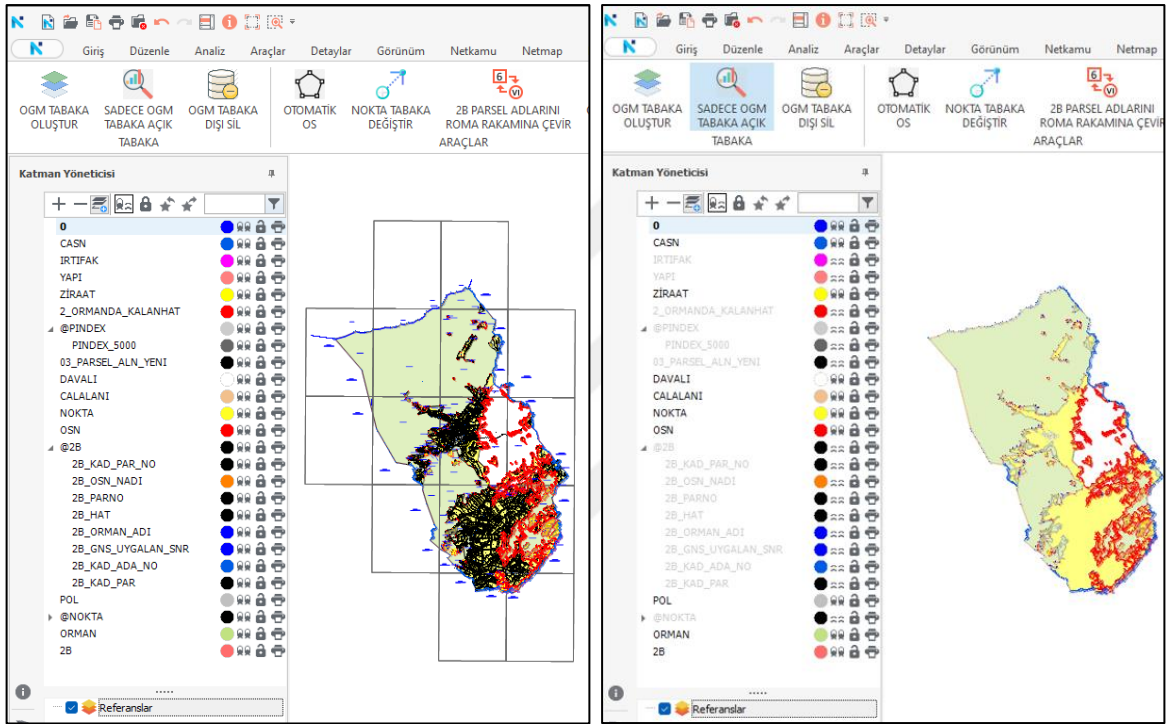 Giriş Düzenle Analiz Araçlar Detaylar Görünüm Netkamu Netmap
OGM TABAKA OLUŞTUR
SADECE OGM TABAKA AÇIK
OGM TABAKA DIŞI SİL
OTOMATİK OS
NOKTA TABAKA DEĞİŞTİR
6 VI
2B PARSEL ADLARINI ROMA RAKAMINA ÇEVİR
TABAKA
ARAÇLAR
Katman Yöneticisi
0
CASN
IRTIFAK
YAPI
ZİRAAT
2_ORMANDA_KALANHAT
@PINDEX
PINDEX_5000
03_PARSEL_ALN_YENI
DAVALI
CALALANI
NOKTA
OSN
@2B
2B_KAD_PAR_NO
2B_OSN_NADI
2B_PARNO
2B_HAT
2B_ORMAN_ADI
2B_GNS_UYGALAN_SNR
2B_KAD_ADA_NO
2B_KAD_PAR
POL
@NOKTA
ORMAN
2B
Referanslar
Giriş Düzenle Analiz Araçlar Detaylar Görünüm Netkamu Netmap
OGM TABAKA OLUŞTUR
SADECE OGM TABAKA AÇIK
OGM TABAKA DIŞI SİL
OTOMATİK OS
NOKTA TABAKA DEĞİŞTİR
6 VI
2B PARSEL ADLARINI ROMA RAKAMINA ÇEVİR
TABAKA
ARAÇLAR
Katman Yöneticisi
0
CASN
IRTIFAK
YAPI
ZİRAAT
2_ORMANDA_KALANHAT
@PINDEX
PINDEX_5000
03_PARSEL_ALN_YENI
DAVALI
CALALANI
NOKTA
OSN
@2B
2B_KAD_PAR_NO
2B_OSN_NADI
2B_PARNO
2B_HAT
2B_ORMAN_ADI
2B_GNS_UYGALAN_SNR
2B_KAD_ADA_NO
2B_KAD_PAR
POL
@NOKTA
ORMAN
2B
Referanslar